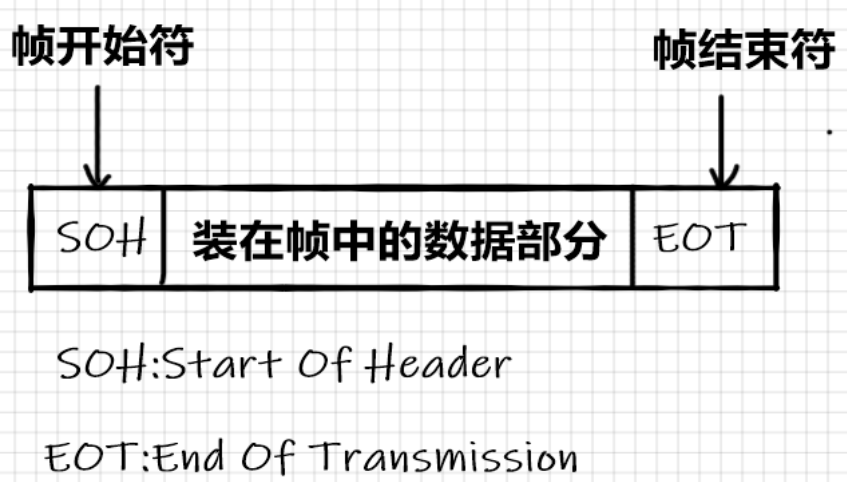 帧开始符 帧结束符
SOH 装在帧中的数据部分 EOT
SOH:Start Of Header
EOT:End Of Transmission